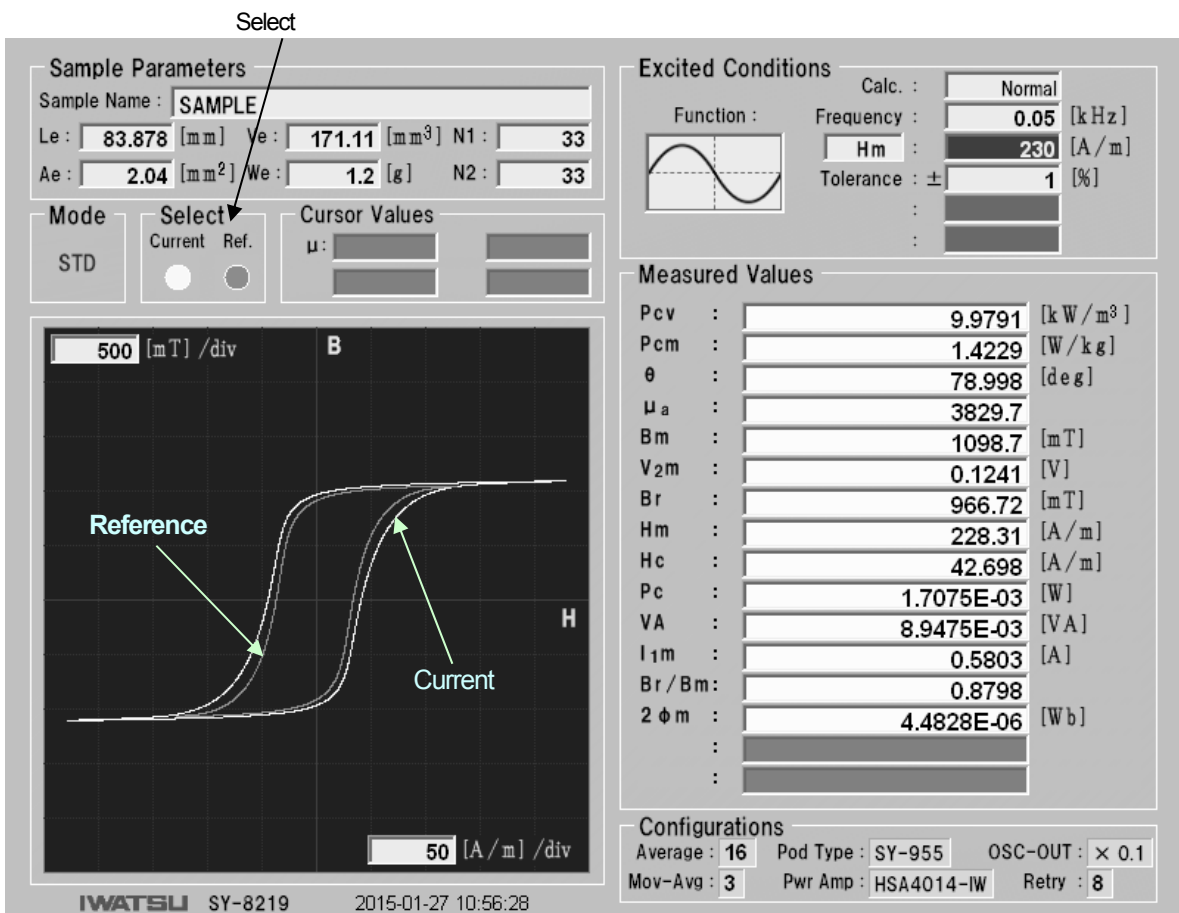 Select
Sample Parameters
Sample Name : SAMPLE
Le : 83.878 [mm] Ve : 171.11 [mm³] N1 : 33
Ae : 2.04 [mm²] We : 1.2 [g] N2 : 33
Mode
STD
Select
Current Ref.
Cursor Values
μ :
Excited Conditions
Function :
Calc. : Normal
Frequency : 0.05 [kHz]
Hm : 230 [A/m]
Tolerance : ± 1 [%]
:
:
500 [mT] /div
B
H
Reference
Current
50 [A/m] /div
Measured Values
Pcv : 9.9791 [kW/m³]
Pcm : 1.4229 [W/kg]
θ : 78.998 [deg]
μa : 3829.7
Bm : 1098.7 [mT]
V2m : 0.1241 [V]
Br : 966.72 [mT]
Hm : 228.31 [A/m]
Hc : 42.698 [A/m]
Pc : 1.7075E-03 [W]
VA : 8.9475E-03 [VA]
I1m : 0.5803 [A]
Br/Bm: 0.8798
2φm : 4.4828E-06 [Wb]
:
:
Configurations
Average : 16 Pod Type : SY-955 OSC-OUT : × 0.1
Mov-Avg : 3 Pwr Amp : HSA4014-IW Retry : 8
IWATSU SY-8219 2015-01-27 10:56:28